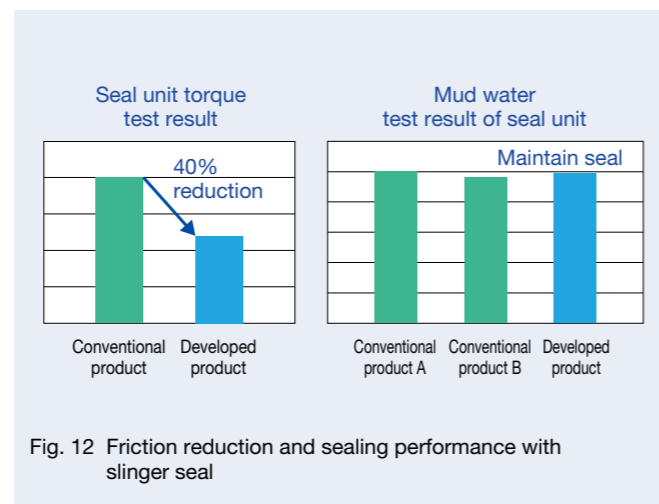 Seal unit torque
test result
40%
reduction
Conventional
product
Developed
product
Mud water
test result of seal unit
Maintain seal
Conventional
product A
Conventional
product B
Developed
product
Fig. 12 Friction reduction and sealing performance with
slinger seal